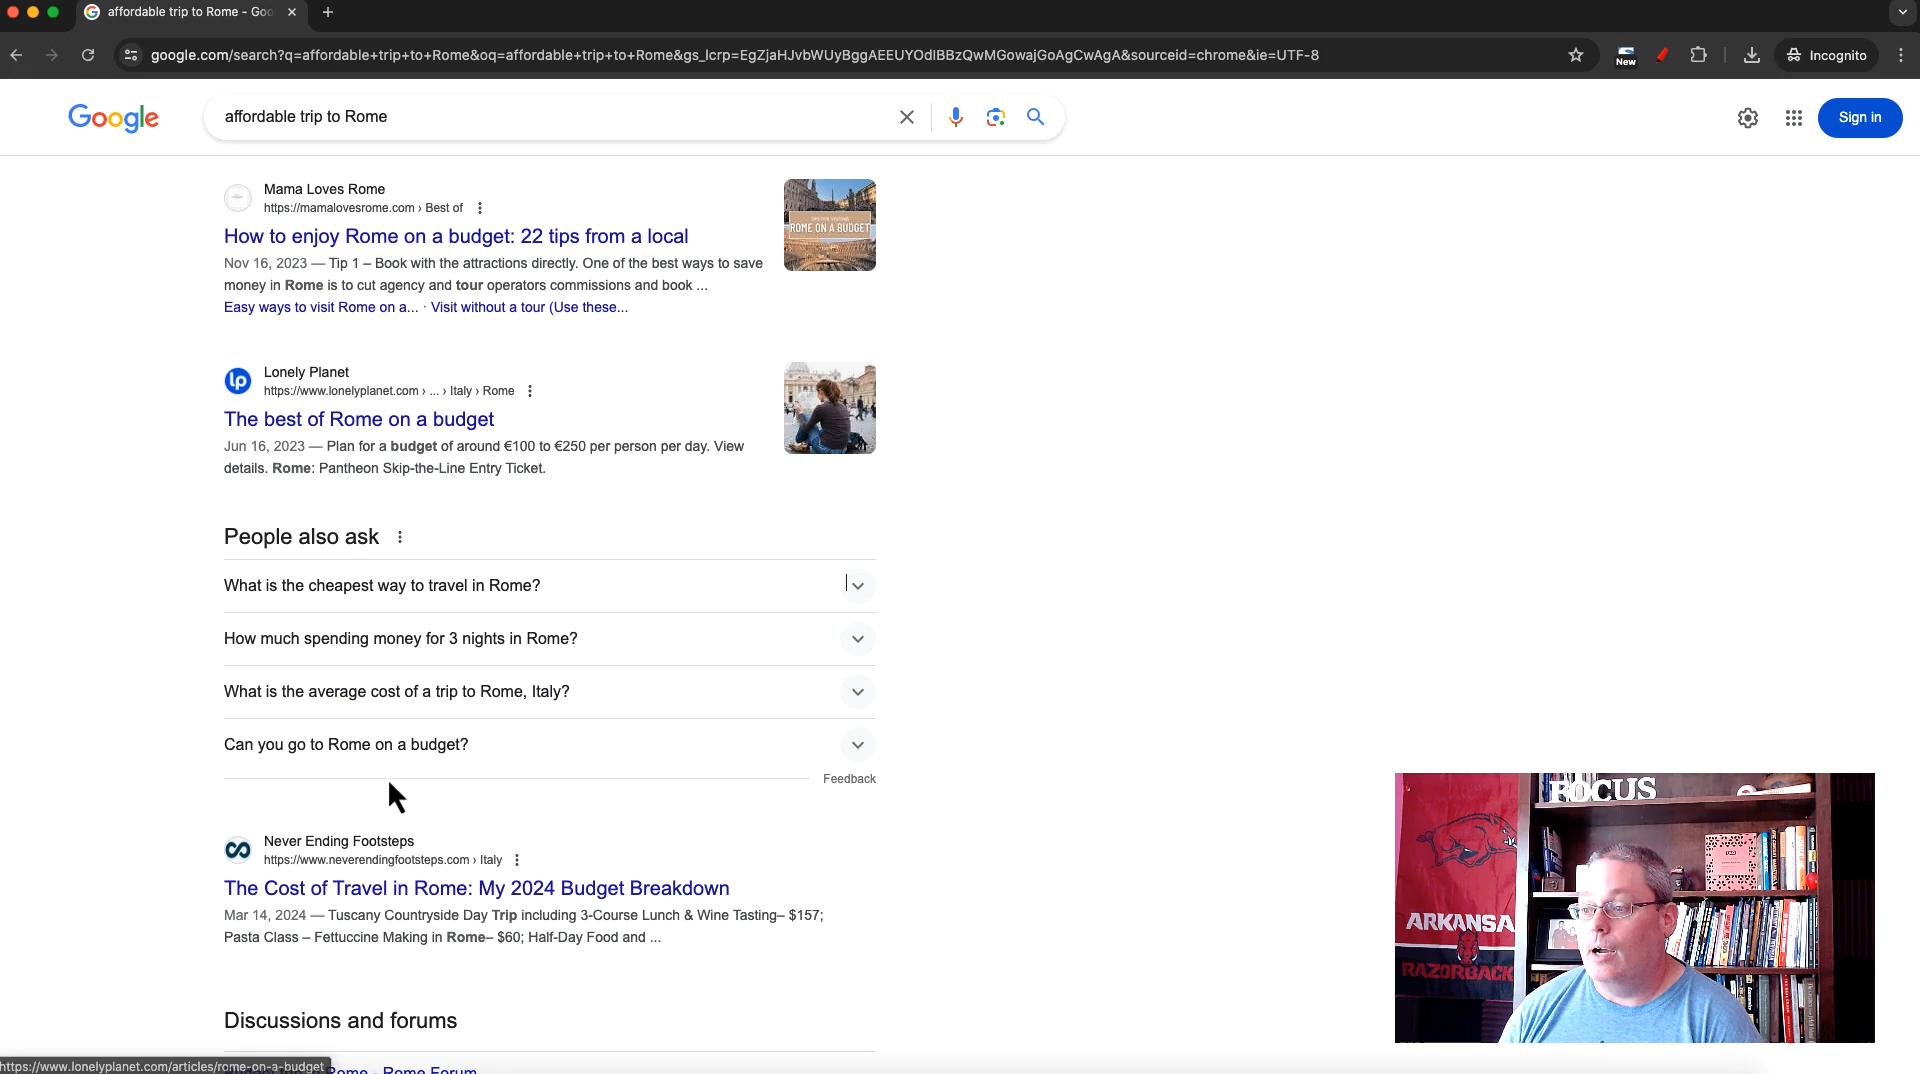 affordable trip to Rome - Goo
google.com/search?q=affordable+trip+to+Rome&oq=affordable+trip+to+Rome&gs_lcrp=EgZjaHJvbWUyBggAEEUYOdIBBzQwMGowajGoAgCwAgA&sourceid=chrome&ie=UTF-8
New
Incognito
Google
affordable trip to Rome
Sign in
Mama Loves Rome
https://mamalovesrome.com › Best of
How to enjoy Rome on a budget: 22 tips from a local
Nov 16, 2023 — Tip 1 – Book with the attractions directly. One of the best ways to save
money in Rome is to cut agency and tour operators commissions and book ...
Easy ways to visit Rome on a... · Visit without a tour (Use these...
ROME ON A BUDGET
Lonely Planet
https://www.lonelyplanet.com › ... › Italy › Rome
lp
The best of Rome on a budget
Jun 16, 2023 — Plan for a budget of around €100 to €250 per person per day. View
details. Rome: Pantheon Skip-the-Line Entry Ticket.
People also ask
What is the cheapest way to travel in Rome?
How much spending money for 3 nights in Rome?
What is the average cost of a trip to Rome, Italy?
Can you go to Rome on a budget?
Feedback
Never Ending Footsteps
https://www.neverendingfootsteps.com › Italy
The Cost of Travel in Rome: My 2024 Budget Breakdown
Mar 14, 2024 — Tuscany Countryside Day Trip including 3-Course Lunch & Wine Tasting– $157;
Pasta Class – Fettuccine Making in Rome– $60; Half-Day Food and ...
Discussions and forums
Rome - Rome Forum
https://www.lonelyplanet.com/articles/rome-on-a-budget
FOCUS
ARKANSA
RAZORBACK